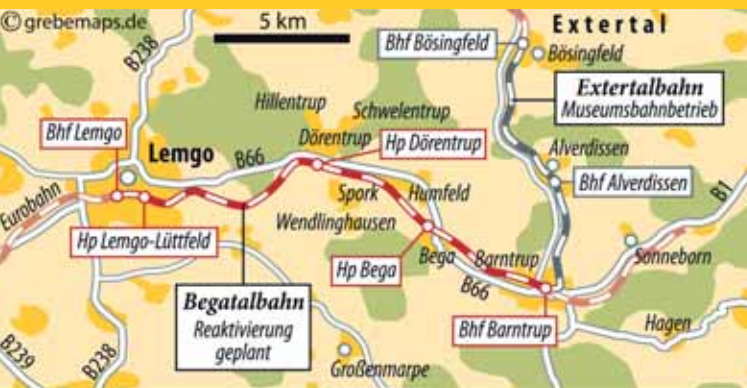 © grebemaps.de
5 km
Extertal
B238
Bhf Bösingfeld
Bösingfeld
Extertalbahn
Museumsbahnbetrieb
Hillentrup
Schwelentrup
Bhf Lemgo
Lemgo
Dörentrup
Hp Dörentrup
B66
Alverdissen
Bhf Alverdissen
B1
Spork
Humfeld
Eurobahn
Wendlinghausen
Hp Lemgo-Lüttfeld
Hp Bega
Bega
Barntrup
Sonneborn
B66
Begatalbahn
Reaktivierung
geplant
Bhf Barntrup
Hagen
B239
B238
Großenmarpe